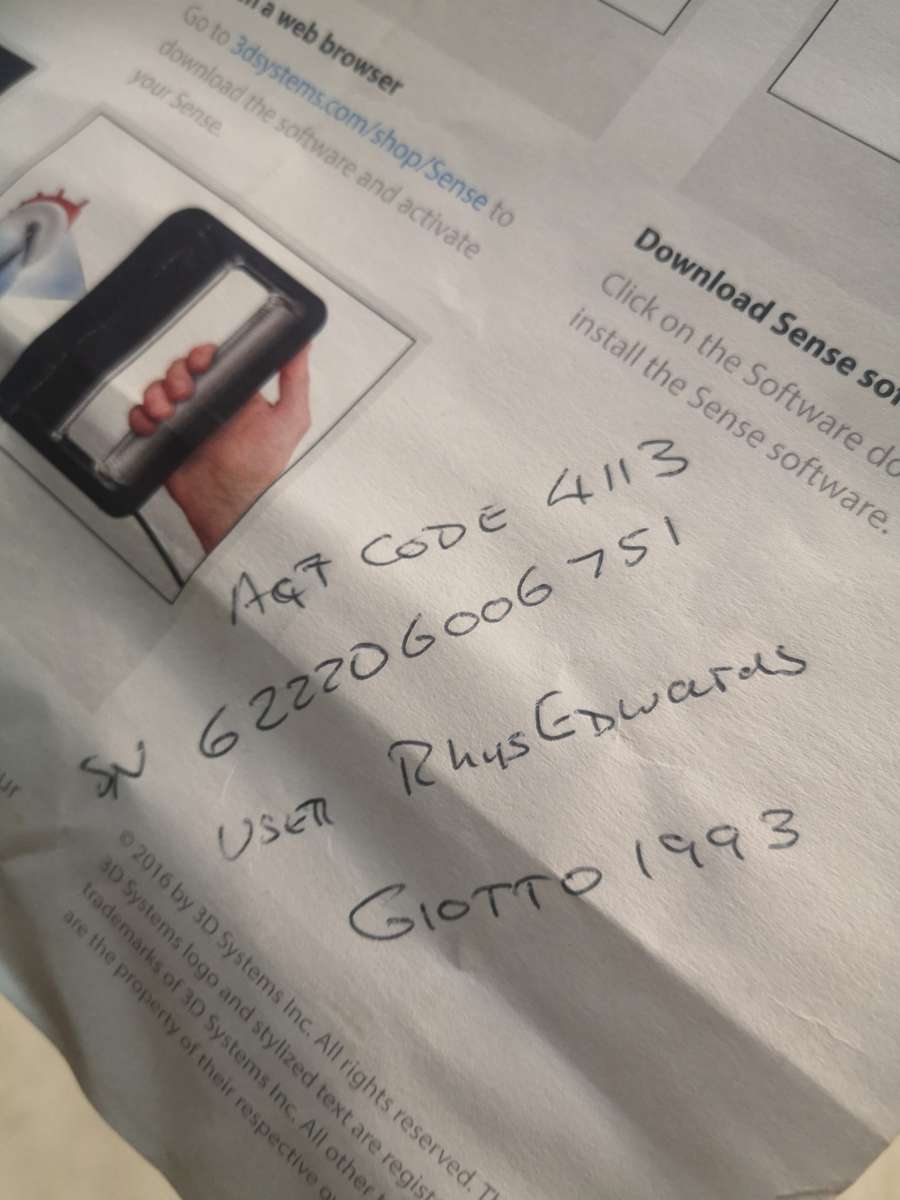 a web browser
Go to 3dsystems.com/shop/Sense to
download the software and activate
your Sense.
Download Sense
Click on the Software
install the Sense software.
CODE 4113
SN 6222206006751
USER RhysEdwards
GIOTTO 1993
© 2016 by 3D Systems Inc. All rights reserved.
3D Systems logo and stylized text are
trademarks of 3D Systems Inc. All other
are the property of their respective